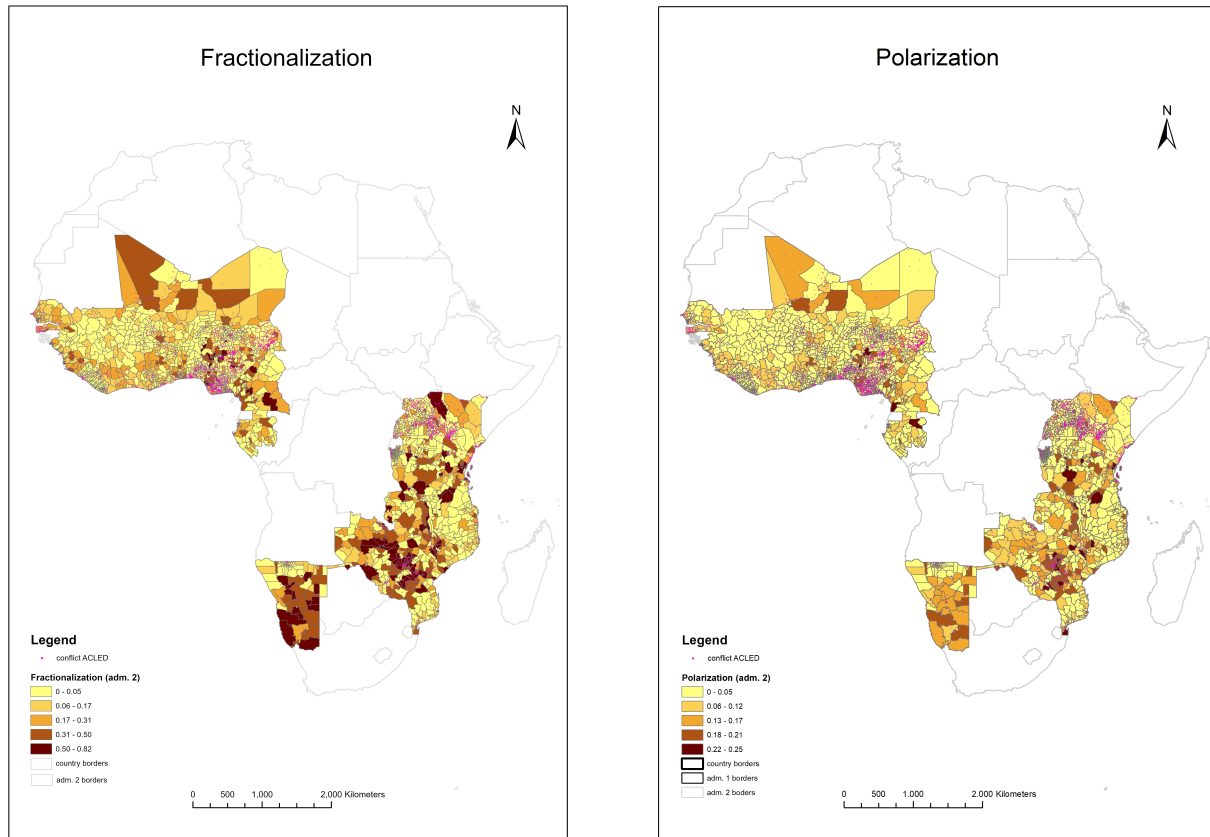 Fractionalization
N
Legend
conflict ACLED
Fractionalization (adm. 2)
0 - 0.05
0.06 - 0.17
0.17 - 0.31
0.31 - 0.50
0.50 - 0.82
country borders
adm. 2 borders
0 500 1.000 2.000 Kilometers
Polarization
N
Legend
conflict ACLED
Polarization (adm. 2)
0 - 0.05
0.06 - 0.12
0.13 - 0.17
0.18 - 0.21
0.22 - 0.25
country borders
adm. 1 borders
adm. 2 boders
0 500 1.000 2.000 Kilometers